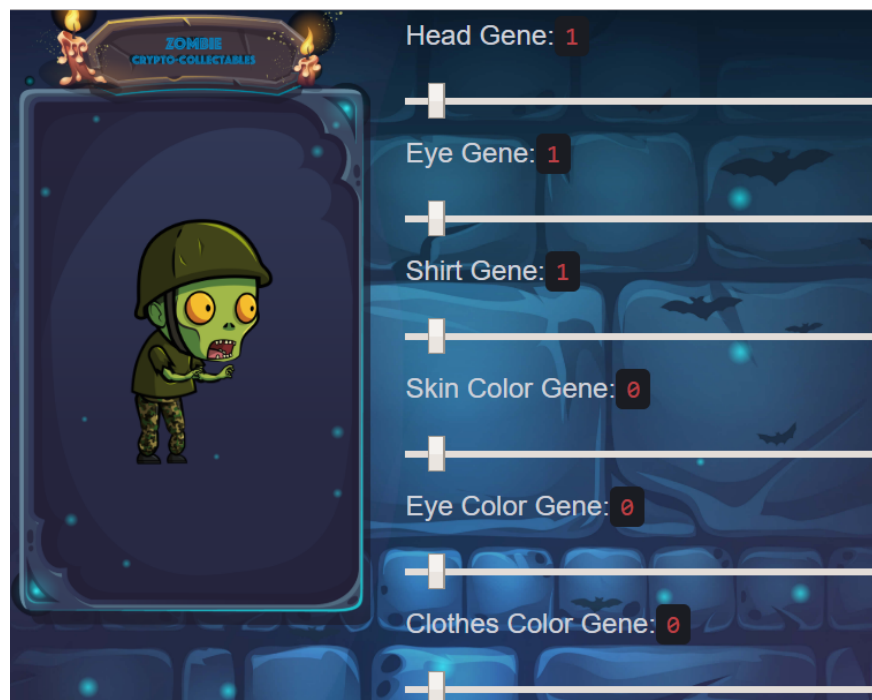 ZOMBIE
CRYPTO-COLLECTABLES
Head Gene: 1
Eye Gene: 1
Shirt Gene: 1
Skin Color Gene: 0
Eye Color Gene: 0
Clothes Color Gene: 0